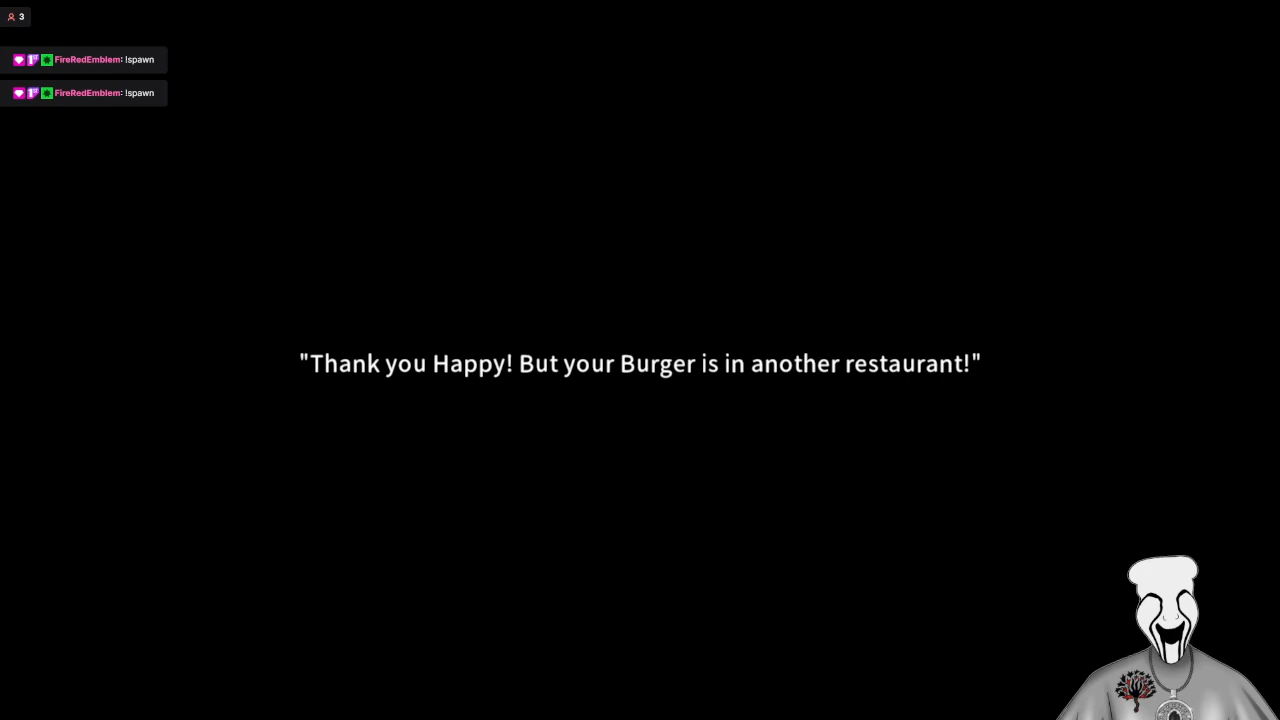 3
FireRedEmblem: !spawn
FireRedEmblem: !spawn
"Thank you Happy! But your Burger is in another restaurant!"